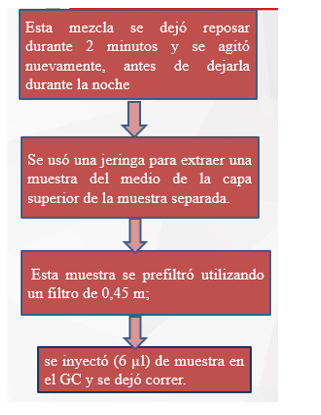 Esta mezcla se dejó reposar
durante 2 minutos y se agitó
nuevamente, antes de dejarla
durante la noche
Se usó una jeringa para extraer una
muestra del medio de la capa
superior de la muestra separada.
Esta muestra se prefiltró utilizando
un filtro de 0,45 m;
se inyectó (6 µl) de muestra en
el GC y se dejó correr.